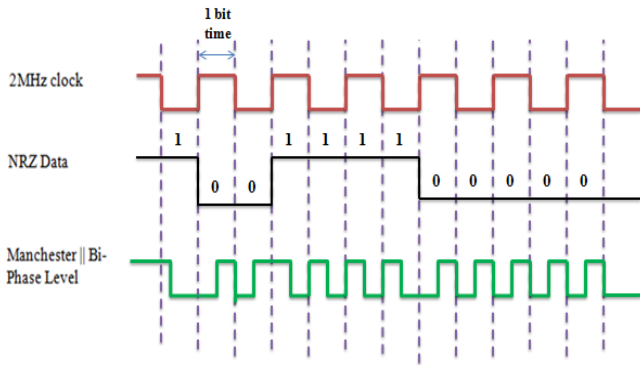 1 bit
time
2MHz clock
1 1 1 1 1
NRZ Data
0 0 0 0 0 0 0
Manchester || Bi-
Phase Level